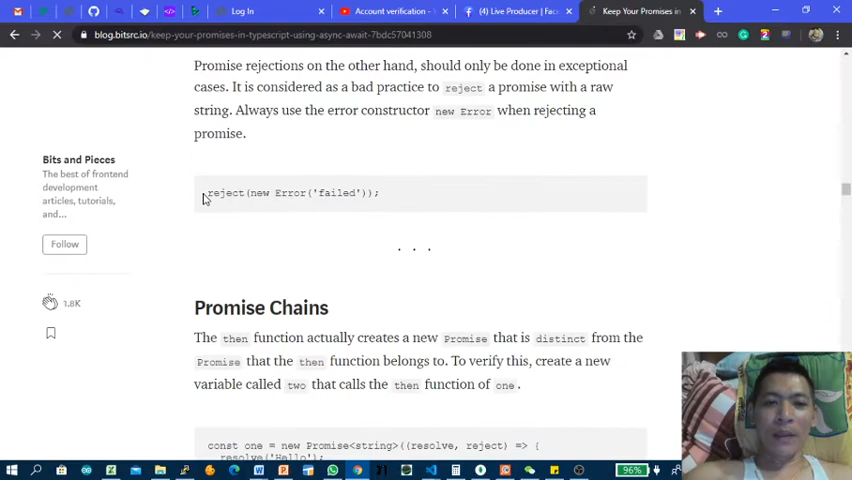 Log In
Account verification -
(4) Live Producer | Face
Keep Your Promises in
blog.bitsrc.io/keep-your-promises-in-typescript-using-async-await-7bdc57041308
Promise rejections on the other hand, should only be done in exceptional
cases. It is considered as a bad practice to reject a promise with a raw
string. Always use the error constructor new Error when rejecting a
promise.
Bits and Pieces
The best of frontend
development
articles, tutorials,
and...
Follow
1.8K
reject(new Error('failed'));
. . .
Promise Chains
The then function actually creates a new Promise that is distinct from the
Promise that the then function belongs to. To verify this, create a new
variable called two that calls the then function of one.
const one = new Promise<string>((resolve, reject) => {
resolve('Hello');
96%